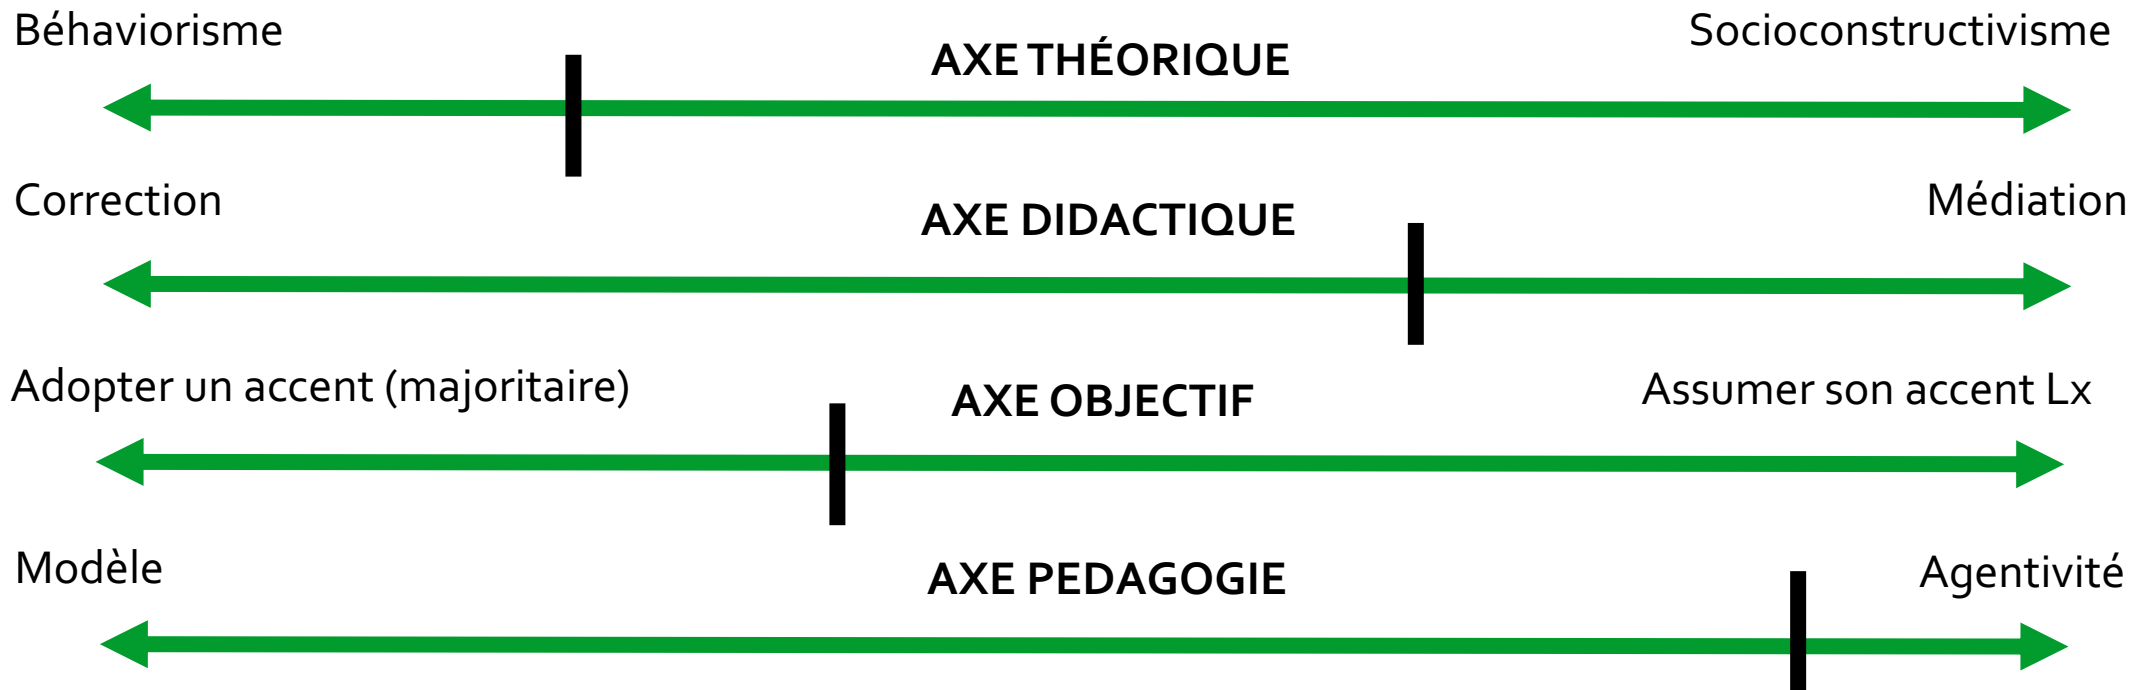 Béhaviorisme
AXE THÉORIQUE
Socioconstructivisme
Correction
AXE DIDACTIQUE
Médiation
Adopter un accent (majoritaire)
AXE OBJECTIF
Assumer son accent Lx
Modèle
AXE PEDAGOGIE
Agentivité